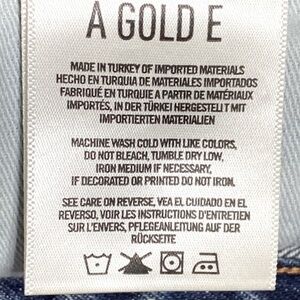 A GOLD E
MADE IN TURKEY OF IMPORTED MATERIALS
HECHO EN TURQUIA DE MATERIALES IMPORTADOS
FABRIQUÉ EN TURQUIE A PARTIR DE MATÉRIAUX
IMPORTÉS, IN DER TÜRKEI HERGESTELLT MIT
IMPORTIERTEN MATERIALIEN
MACHINE WASH COLD WITH LIKE COLORS,
DO NOT BLEACH, TUMBLE DRY LOW,
IRON MEDIUM IF NECESSARY,
IF DECORATED OR PRINTED DO NOT IRON.
SEE CARE ON REVERSE, VEA EL CUIDADO EN EL
REVERSO, VOIR LES INSTRUCTIONS D'ENTRETIEN
SUR L'ENVERS, PFLEGEANLEITUNG AUF DER
RÜCKSEITE